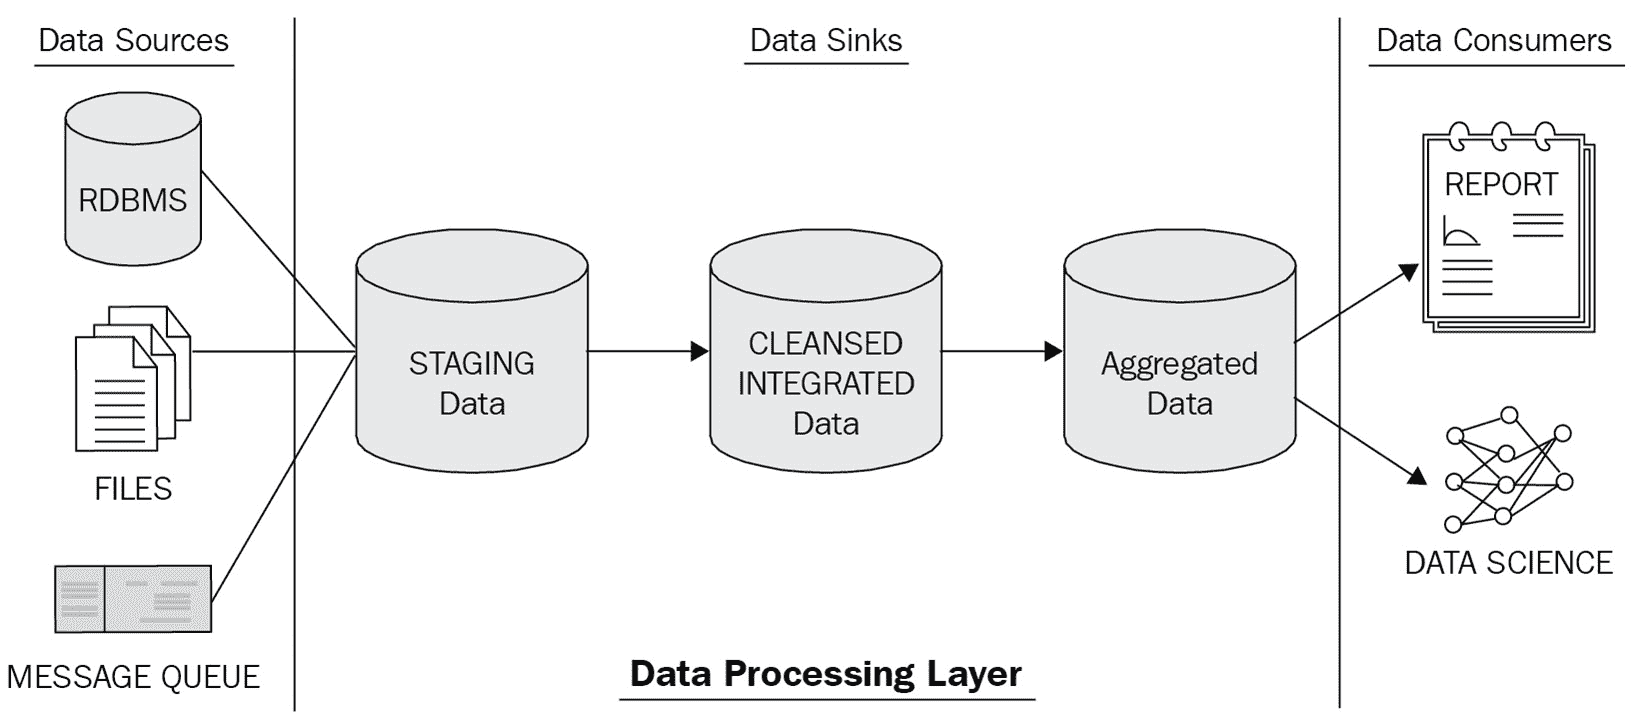 Data Sources
Data Sinks
Data Consumers
RDBMS
FILES
MESSAGE QUEUE
STAGING
Data
CLEANSED
INTEGRATED
Data
Aggregated
Data
REPORT
DATA SCIENCE
Data Processing Layer